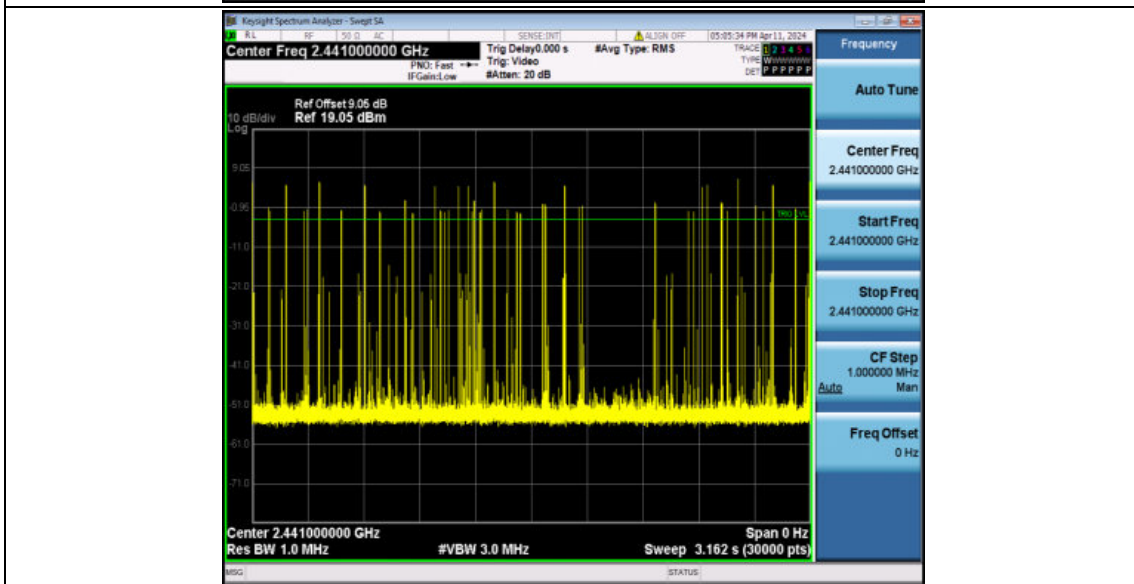 Keysight Spectrum Analyzer - Swept SA
RL RF 50 Ω AC SENSE:INT ALIGN OFF 05:05:34 PM Apr 11, 2024
Center Freq 2.441000000 GHz
PNO: Fast
IFGain:Low
Trig Delay0.000 s
Trig: Video
#Atten: 20 dB
#Avg Type: RMS
TRACE 1 2 3 4 5 6
TYPE WWWWWW
DET P P P P P P
Ref Offset 9.05 dB
10 dB/div Ref 19.05 dBm
Log
9.05
-0.95
TRIG LVL
-11.0
-21.0
-31.0
-41.0
-51.0
-61.0
-71.0
Center 2.441000000 GHz Span 0 Hz
Res BW 1.0 MHz #VBW 3.0 MHz Sweep 3.162 s (30000 pts)
MSG STATUS
Frequency
Auto Tune
Center Freq
2.441000000 GHz
Start Freq
2.441000000 GHz
Stop Freq
2.441000000 GHz
CF Step
1.000000 MHz
Auto Man
Freq Offset
0 Hz